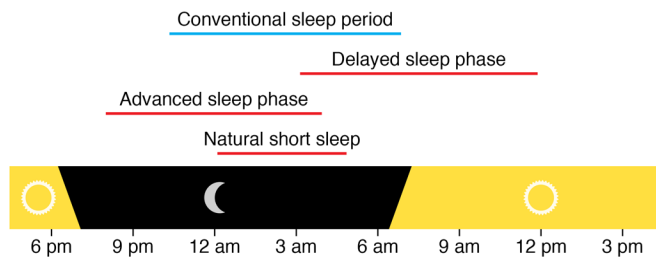 Conventional sleep period
Delayed sleep phase
Advanced sleep phase
Natural short sleep
6 pm 9 pm 12 am 3 am 6 am 9 am 12 pm 3 pm